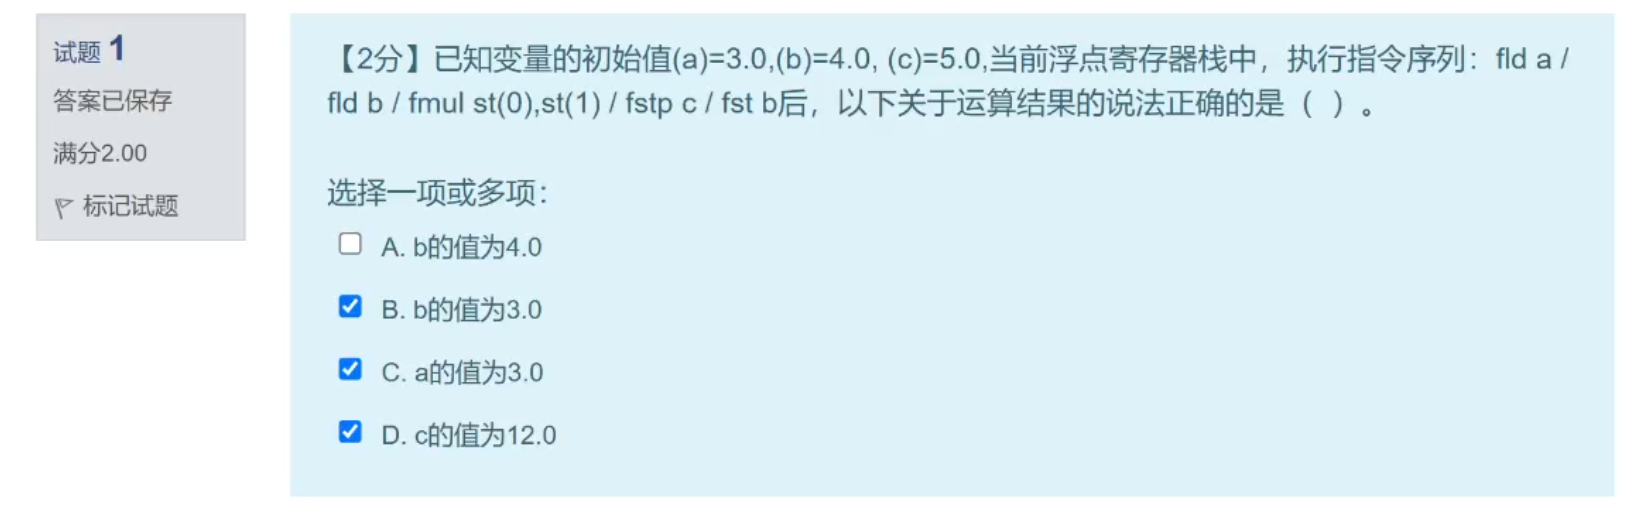 试题 1
答案已保存
满分2.00
标记试题
【2分】已知变量的初始值(a)=3.0,(b)=4.0, (c)=5.0,当前浮点寄存器栈中，执行指令序列：fld a /
fld b / fmul st(0),st(1) / fstp c / fst b后，以下关于运算结果的说法正确的是（ ）。
选择一项或多项：
A. b的值为4.0
B. b的值为3.0
C. a的值为3.0
D. c的值为12.0